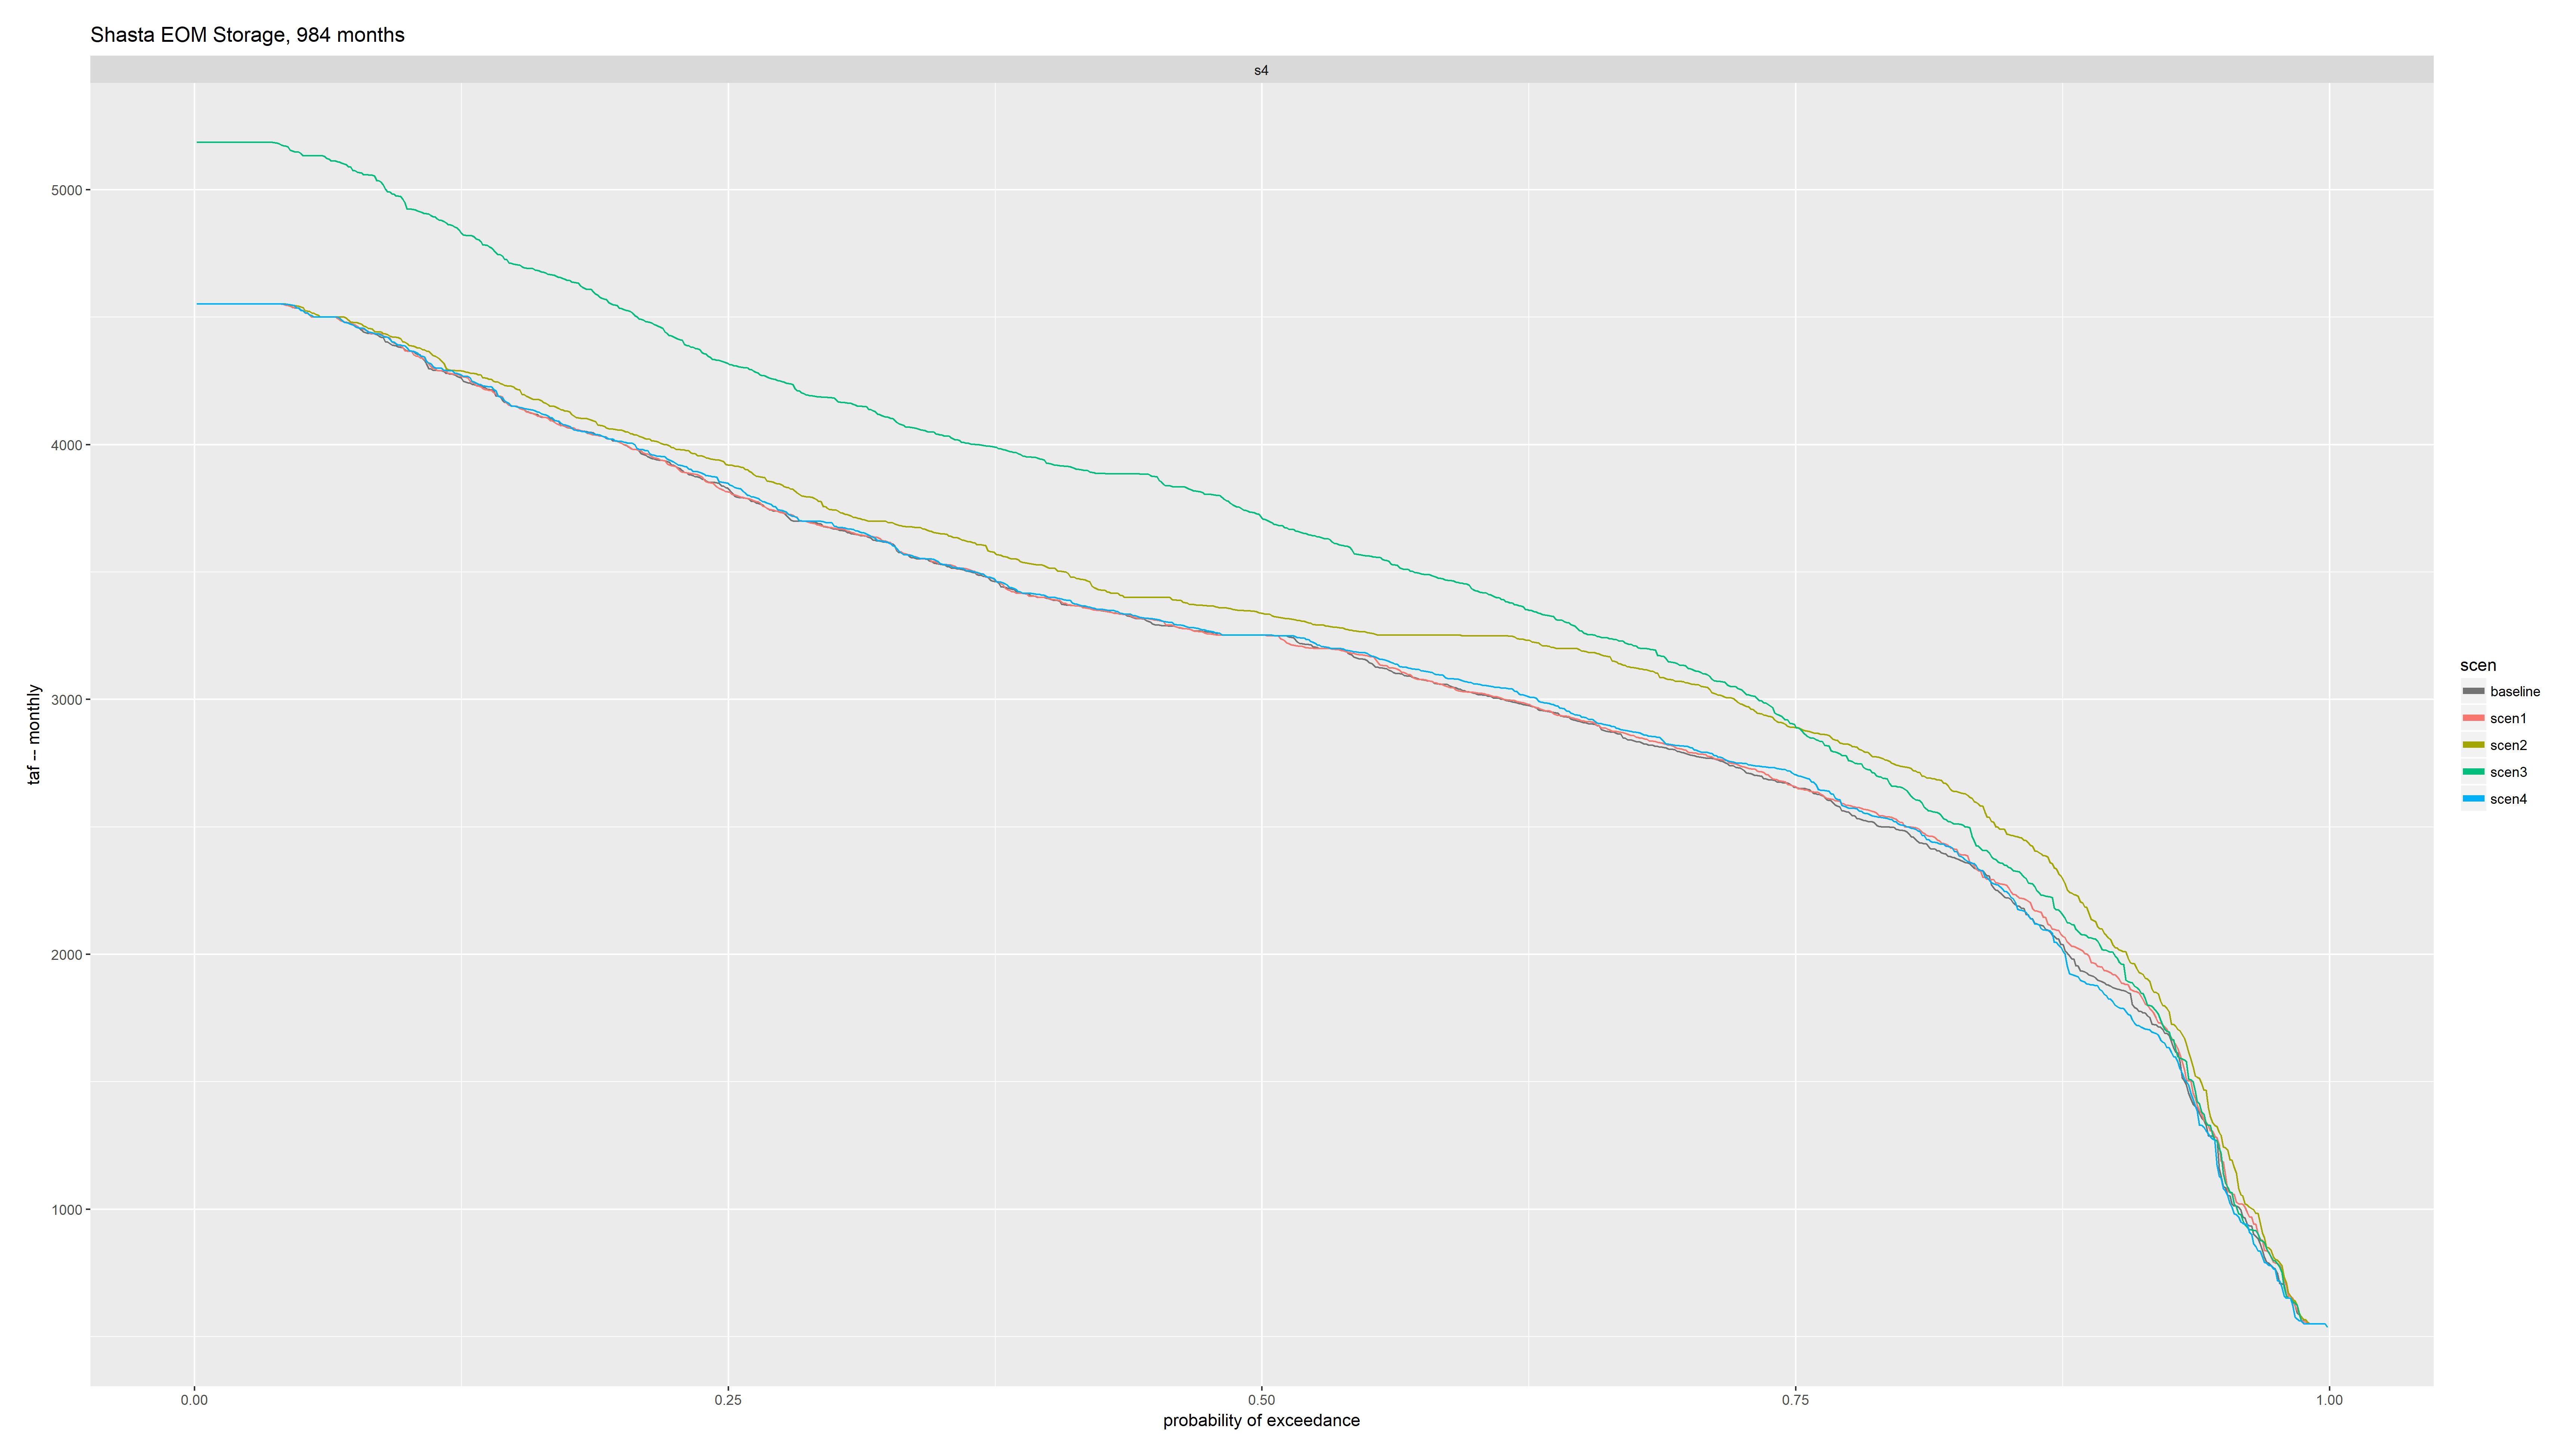 Shasta EOM Storage, 984 months
s4
5000
4000
3000
2000
1000
taf -- monthly
0.00
0.25
0.50
0.75
1.00
probability of exceedance
scen
baseline
scen1
scen2
scen3
scen4